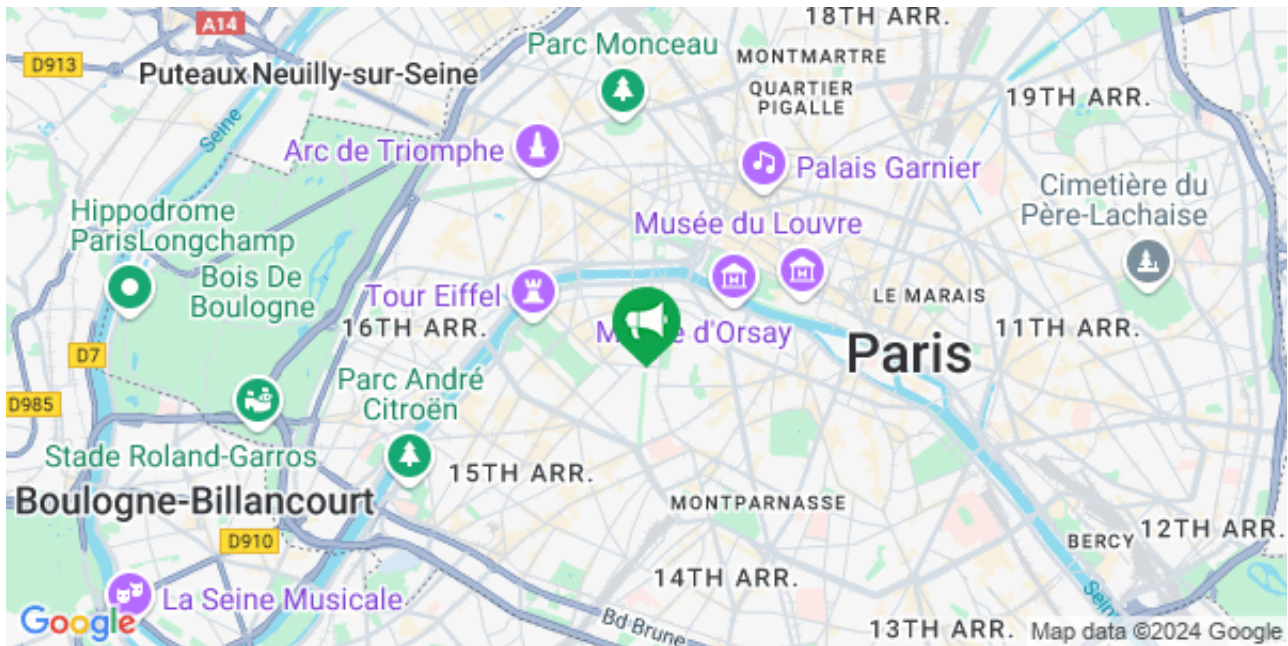 18TH ARR.
A14
Parc Monceau
MONTMARTRE
D913
Puteaux
Neuilly-sur-Seine
QUARTIER
PIGALLE
19TH ARR.
Seine
Arc de Triomphe
Palais Garnier
Cimetière du
Père-Lachaise
Hippodrome
ParisLongchamp
Musée du Louvre
Bois De
Boulogne
Tour Eiffel
LE MARAIS
16TH ARR.
d'Orsay
11TH ARR.
D7
Paris
Parc André
Citroën
D985
Stade Roland-Garros
15TH ARR.
Boulogne-Billancourt
MONTPARNASSE
D910
BERCY
12TH ARR.
14TH ARR.
La Seine Musicale
Google
Bd Brune
13TH ARR.
Map data ©2024 Google